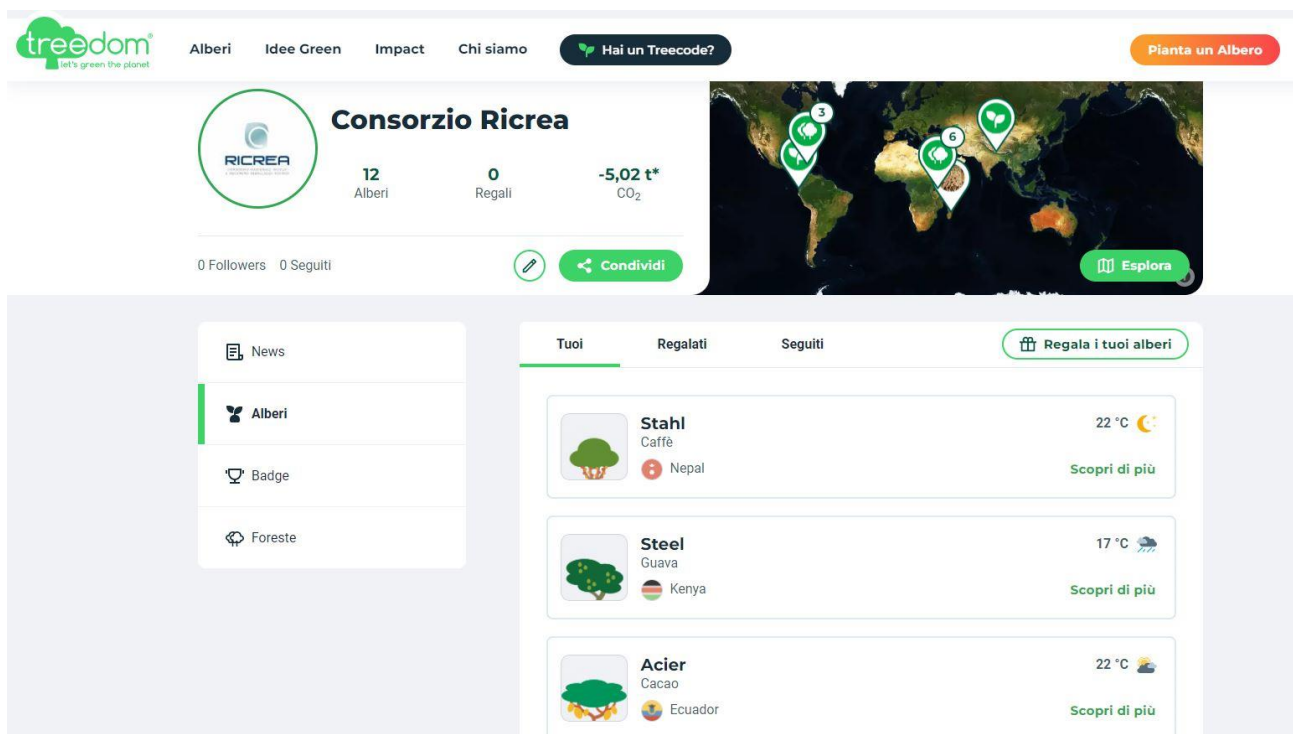 treedom®
let's green the planet
Alberi
Idee Green
Impact
Chi siamo
Hai un Treecode?
Pianta un Albero
RICREA
Consorzio Ricrea
12
Alberi
0
Regali
-5,02 t*
CO₂
0 Followers
0 Seguiti
Condividi
3
6
Esplora
News
Alberi
Badge
Foreste
Tuoi
Regalati
Seguiti
Regala i tuoi alberi
Stahl
Caffè
Nepal
22 °C
Scopri di più
Steel
Guava
Kenya
17 °C
Scopri di più
Acier
Cacao
Ecuador
22 °C
Scopri di più